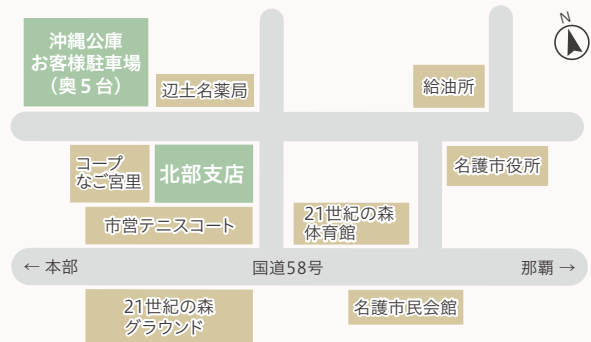 沖縄公庫
お客様駐車場
(奥5台)
辺土名薬局
給油所
N
コープ
なご宮里
北部支店
名護市役所
市営テニスコート
21世紀の森
体育館
← 本部
国道58号
那覇 →
21世紀の森
グラウンド
名護市民会館